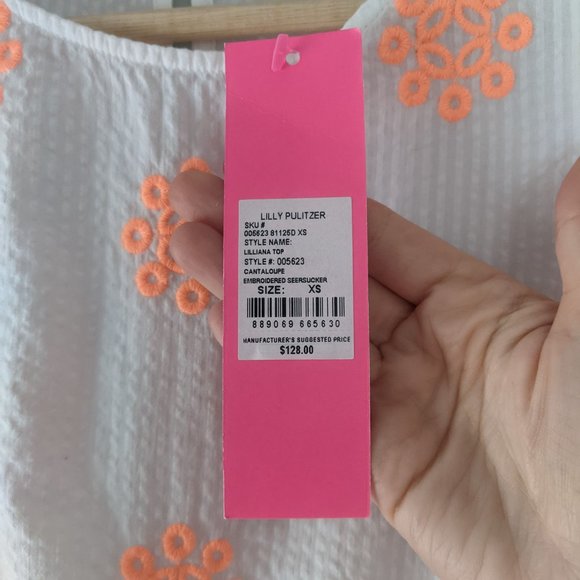 LILLY PULITZER
SKU #
005623 81125D XS
STYLE NAME:
LILLIANA TOP
STYLE #: 005623
CANTALOUPE
EMBROIDERED SEERSUCKER
SIZE: XS
889069 665630
MANUFACTURER'S SUGGESTED PRICE
$128.00